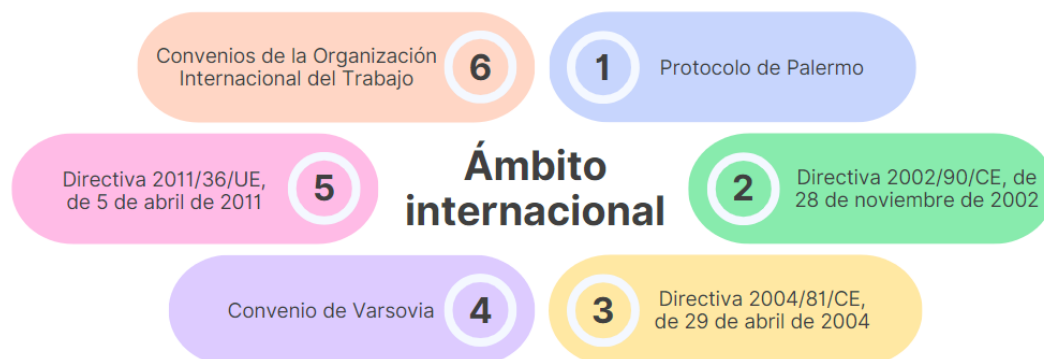 Ámbito
internacional
1
Protocolo de Palermo
2
Directiva 2002/90/CE, de
28 de noviembre de 2002
3
Directiva 2004/81/CE,
de 29 de abril de 2004
4
Convenio de Varsovia
5
Directiva 2011/36/UE,
de 5 de abril de 2011
6
Convenios de la Organización
Internacional del Trabajo